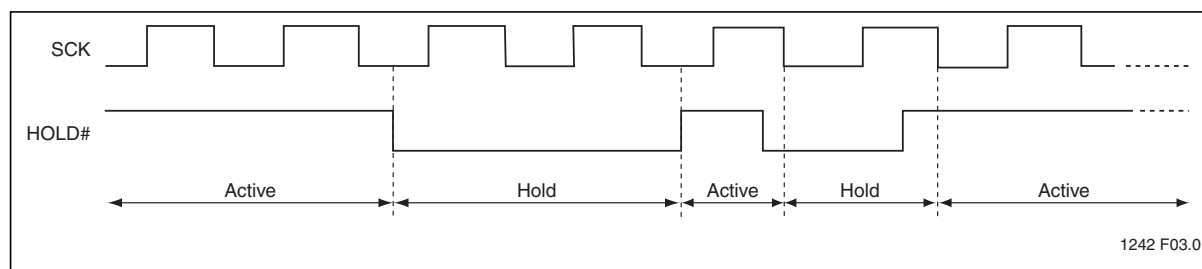 SCK
HOLD#
Active Hold Active Hold Active
1242 F03.0